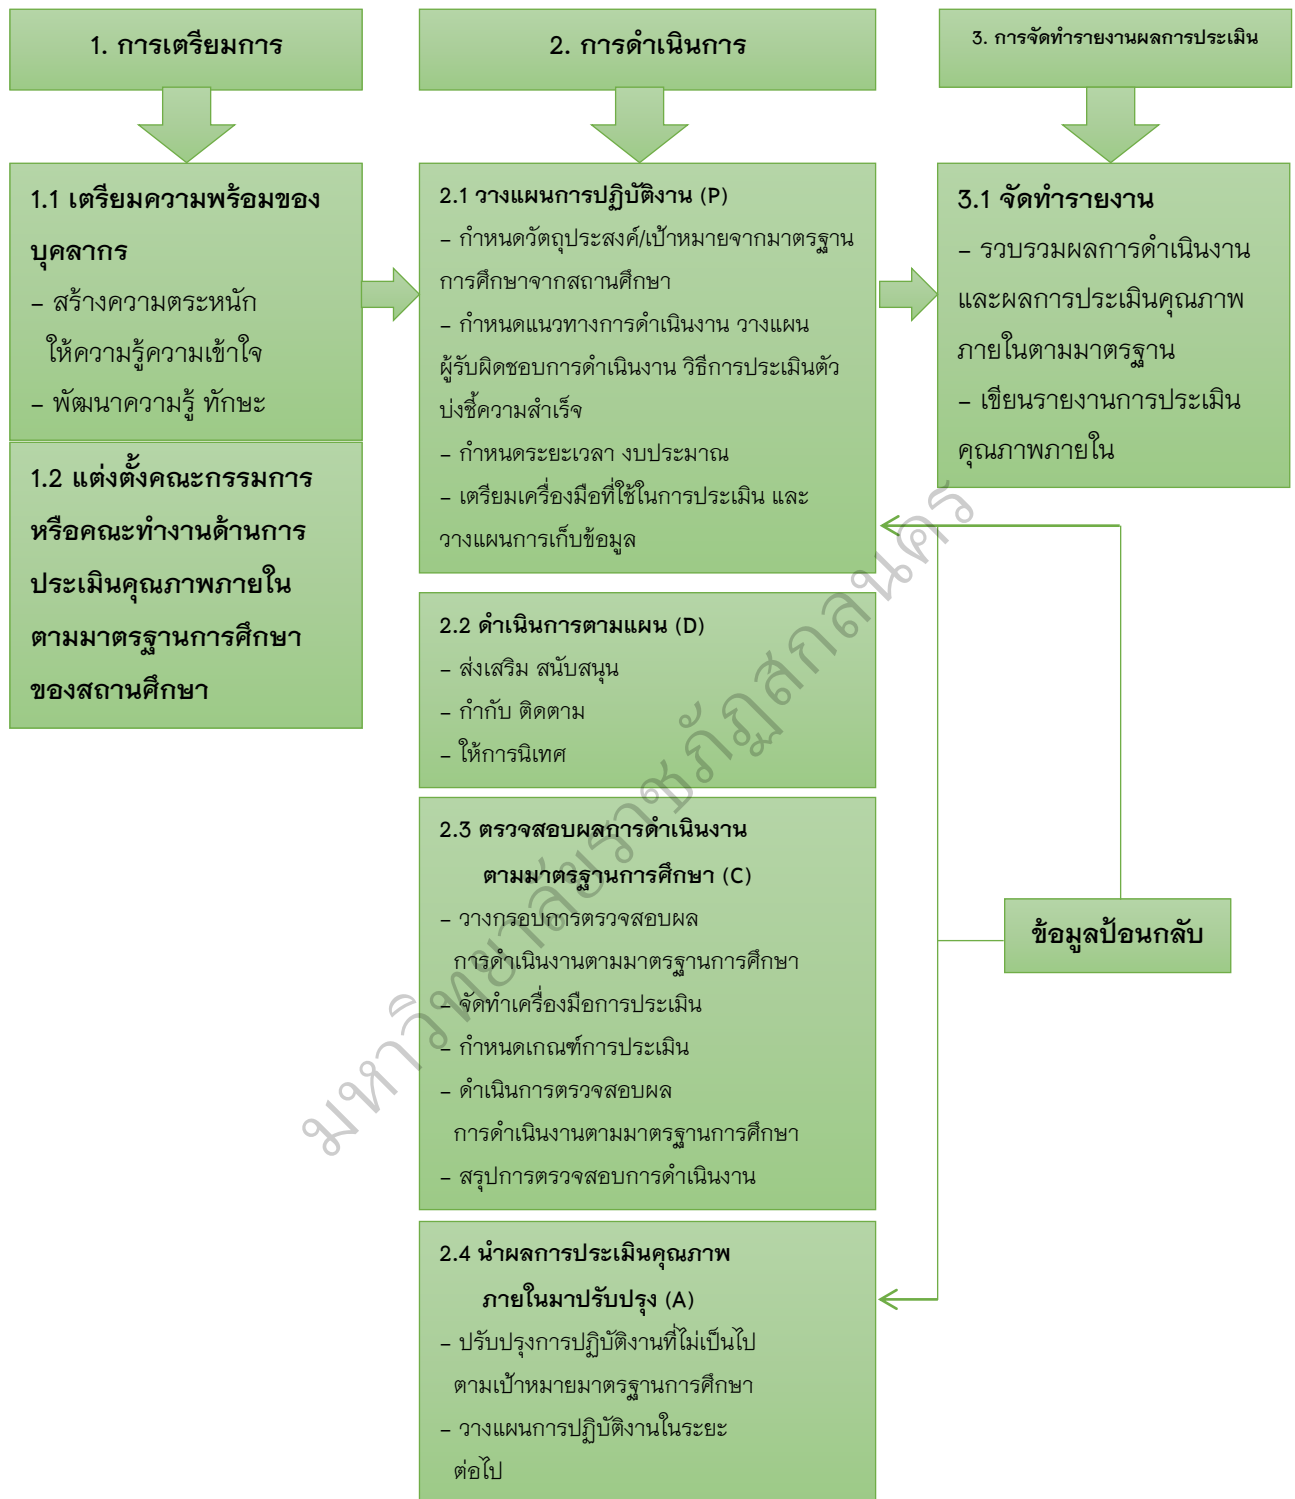 1. การเตรียมการ
1.1 เตรียมความพร้อมของ
บุคลากร
– สร้างความตระหนัก
ให้ความรู้ความเข้าใจ
– พัฒนาความรู้ ทักษะ
1.2 แต่งตั้งคณะกรรมการ
หรือคณะทำงานด้านการ
ประเมินคุณภาพภายใน
ตามมาตรฐานการศึกษา
ของสถานศึกษา
2. การดำเนินการ
2.1 วางแผนการปฏิบัติงาน (P)
– กำหนดวัตถุประสงค์/เป้าหมายจากมาตรฐาน
การศึกษาจากสถานศึกษา
– กำหนดแนวทางการดำเนินงาน วางแผน
ผู้รับผิดชอบการดำเนินงาน วิธีการประเมินตัว
บ่งชี้ความสำเร็จ
– กำหนดระยะเวลา งบประมาณ
– เตรียมเครื่องมือที่ใช้ในการประเมิน และ
วางแผนการเก็บข้อมูล
2.2 ดำเนินการตามแผน (D)
– ส่งเสริม สนับสนุน
– กำกับ ติดตาม
– ให้การนิเทศ
2.3 ตรวจสอบผลการดำเนินงาน
ตามมาตรฐานการศึกษา (C)
– วางกรอบการตรวจสอบผล
การดำเนินงานตามมาตรฐานการศึกษา
– จัดทำเครื่องมือการประเมิน
– กำหนดเกณฑ์การประเมิน
– ดำเนินการตรวจสอบผล
การดำเนินงานตามมาตรฐานการศึกษา
– สรุปการตรวจสอบการดำเนินงาน
2.4 นำผลการประเมินคุณภาพ
ภายในมาปรับปรุง (A)
– ปรับปรุงการปฏิบัติงานที่ไม่เป็นไป
ตามเป้าหมายมาตรฐานการศึกษา
– วางแผนการปฏิบัติงานในระยะ
ต่อไป
3. การจัดทำรายงานผลการประเมิน
3.1 จัดทำรายงาน
– รวบรวมผลการดำเนินงาน
และผลการประเมินคุณภาพ
ภายในตามมาตรฐาน
– เขียนรายงานการประเมิน
คุณภาพภายใน
ข้อมูลป้อนกลับ
มหาวิทยาลัยราชภัฏสกลนคร